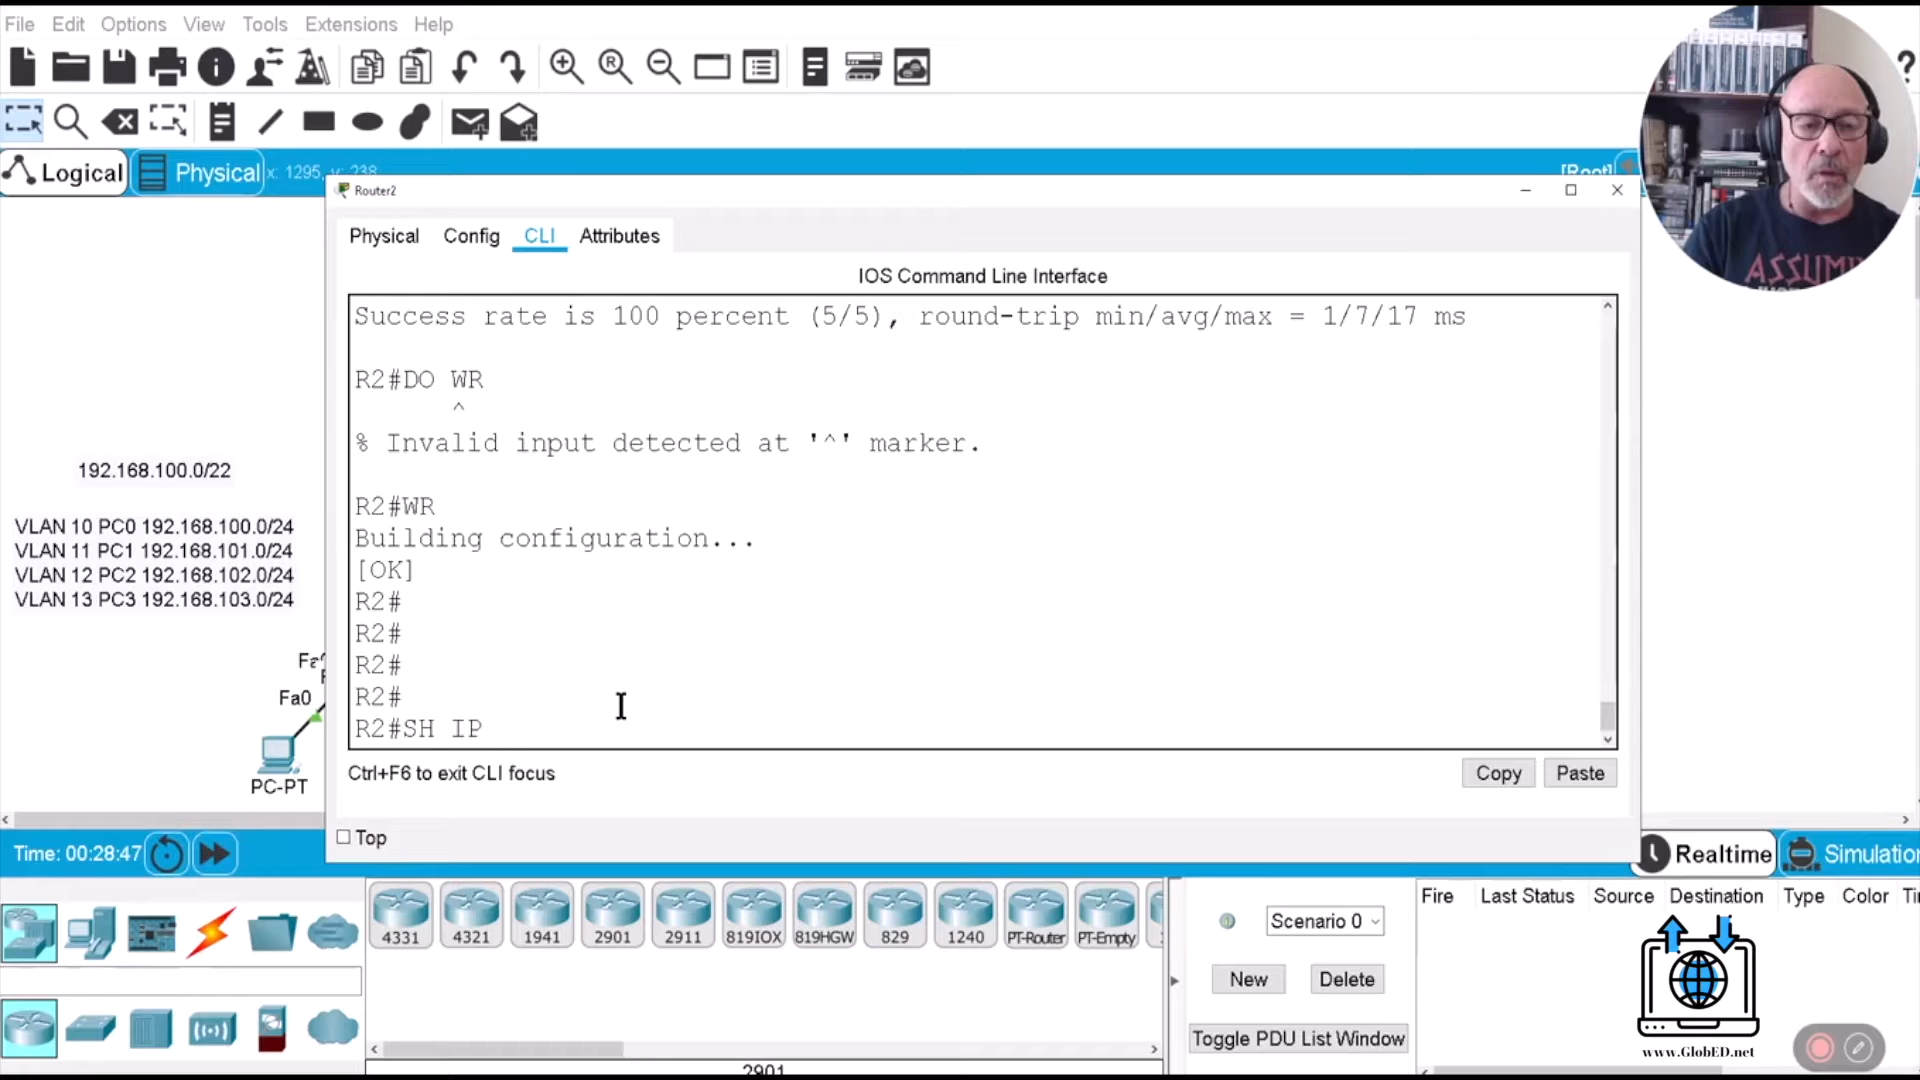 File Edit Options View Tools Extensions Help
Logical Physical x: 1295, y: 238 [Root]
Router2
Physical Config CLI Attributes
IOS Command Line Interface
Success rate is 100 percent (5/5), round-trip min/avg/max = 1/7/17 ms
R2#DO WR
^
% Invalid input detected at '^' marker.
R2#WR
Building configuration...
[OK]
R2#
R2#
R2#
R2#
R2#SH IP
Ctrl+F6 to exit CLI focus
Copy Paste
Top
192.168.100.0/22
VLAN 10 PC0 192.168.100.0/24
VLAN 11 PC1 192.168.101.0/24
VLAN 12 PC2 192.168.102.0/24
VLAN 13 PC3 192.168.103.0/24
Fa0
PC-PT
ASSUM
Time: 00:28:47
Realtime Simulation
4331 4321 1941 2901 2911 819IOX 819HGW 829 1240 PT-Router PT-Empty
2901
Scenario 0
New Delete
Toggle PDU List Window
Fire Last Status Source Destination Type Color Ti
www.GlobED.net